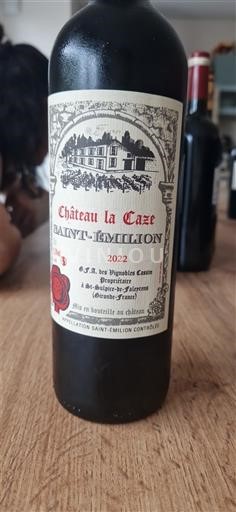 Château la Caze
SAINT-ÉMILION
2022
G.F.A. des Vignobles Cassin
Propriétaire
à St-Sulpice-de-Faleyrens
(Gironde-France)
Mis en bouteille au château
APPELLATION SAINT-ÉMILION CONTRÔLÉE